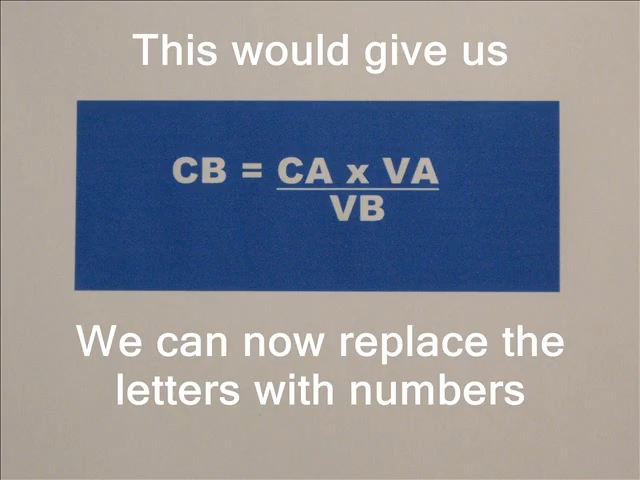 This would give us
CB = CA x VA
VB
We can now replace the
letters with numbers